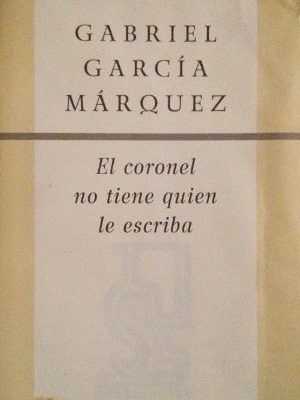 GABRIEL
GARCÍA
MÁRQUEZ
El coronel
no tiene quien
le escriba